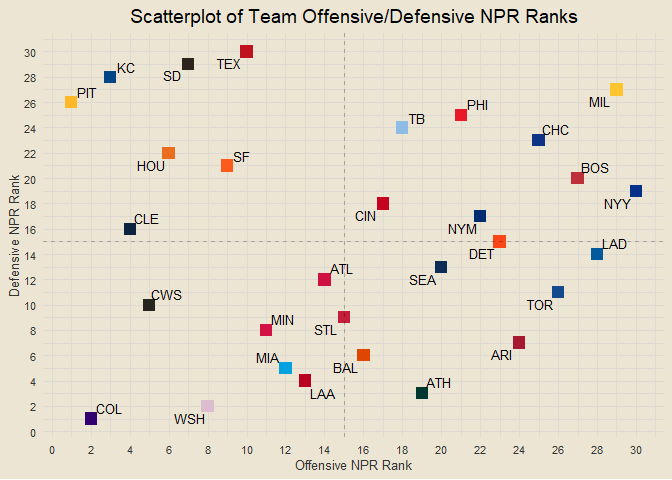 Scatterplot of Team Offensive/Defensive NPR Ranks
Defensive NPR Rank
30
28
26
24
22
20
18
16
14
12
10
8
6
4
2
0
TEX
KC
SD
PIT
MIL
PHI
TB
CHC
HOU
SF
BOS
NYY
CIN
CLE
NYM
DET
LAD
SEA
ATL
CWS
TOR
MIN
STL
ARI
MIA
BAL
LAA
ATH
COL
WSH
0 2 4 6 8 10 12 14 16 18 20 22 24 26 28 30
Offensive NPR Rank